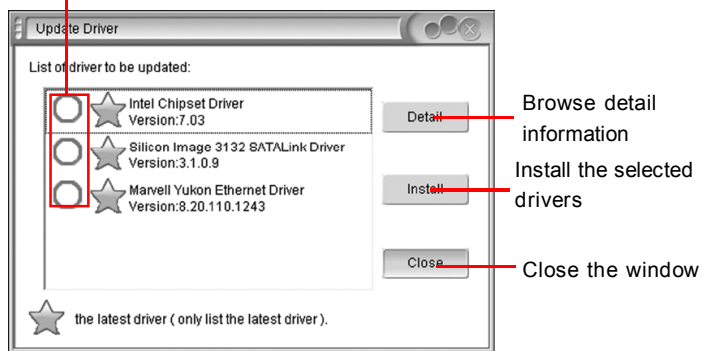 Update Driver
List of driver to be updated:
Intel Chipset Driver
Version:7.03
Silicon Image 3132 SATALink Driver
Version:3.1.0.9
Marvell Yukon Ethernet Driver
Version:8.20.110.1243
Detail
Install
Close
Browse detail
information
Install the selected
drivers
Close the window
the latest driver ( only list the latest driver ).